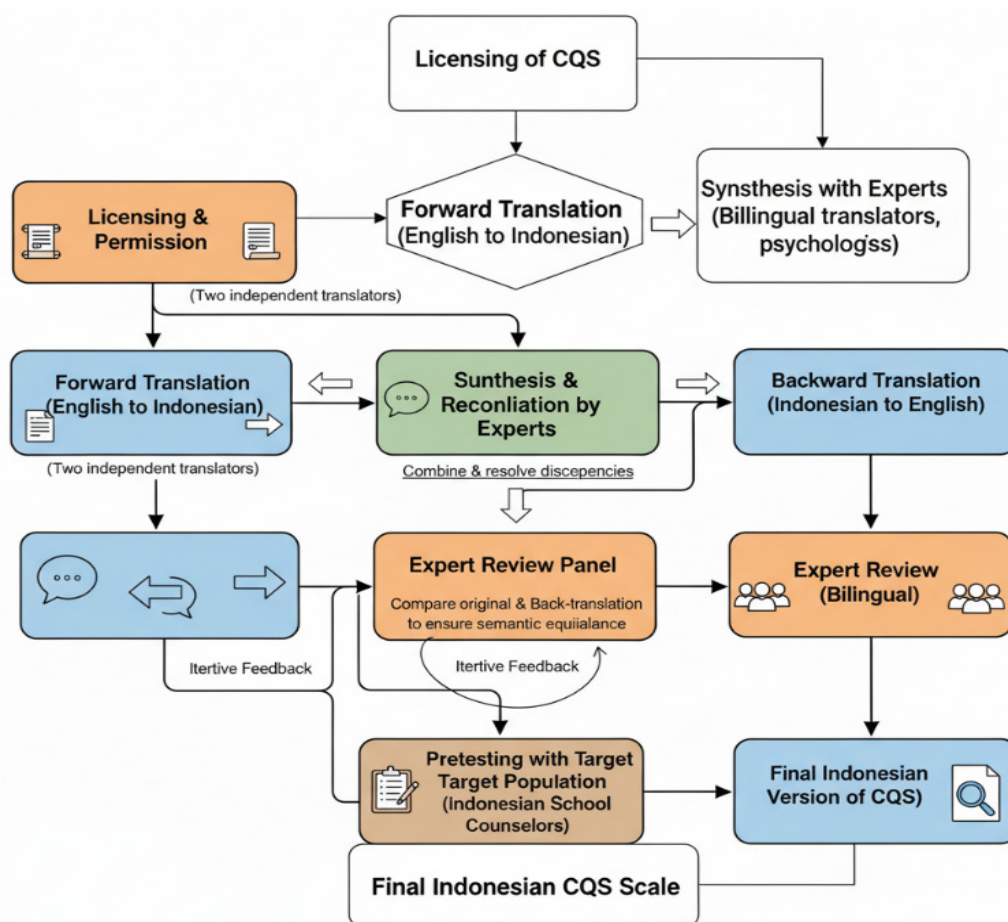 Licensing of CQS
Licensing &
Permission
Forward Translation
(English to Indonesian)
Synsthesis with Experts
(Billingual translators,
psychologiss)
(Two independent translators)
Forward Translation
(English to Indonesian)
Sunthesis &
Reconliation by
Experts
Backward Translation
(Indonesian to English)
(Two independent translators)
Combine & resolve discepencies
Expert Review Panel
Compare original & Back-translation
to ensure semantic equiialance
Expert Review
(Bilingual)
Itertive Feedback
Itertive Feedback
Pretesting with Target
Target Population
(Indonesian School
Counselors)
Final Indonesian
Version of CQS)
Final Indonesian CQS Scale